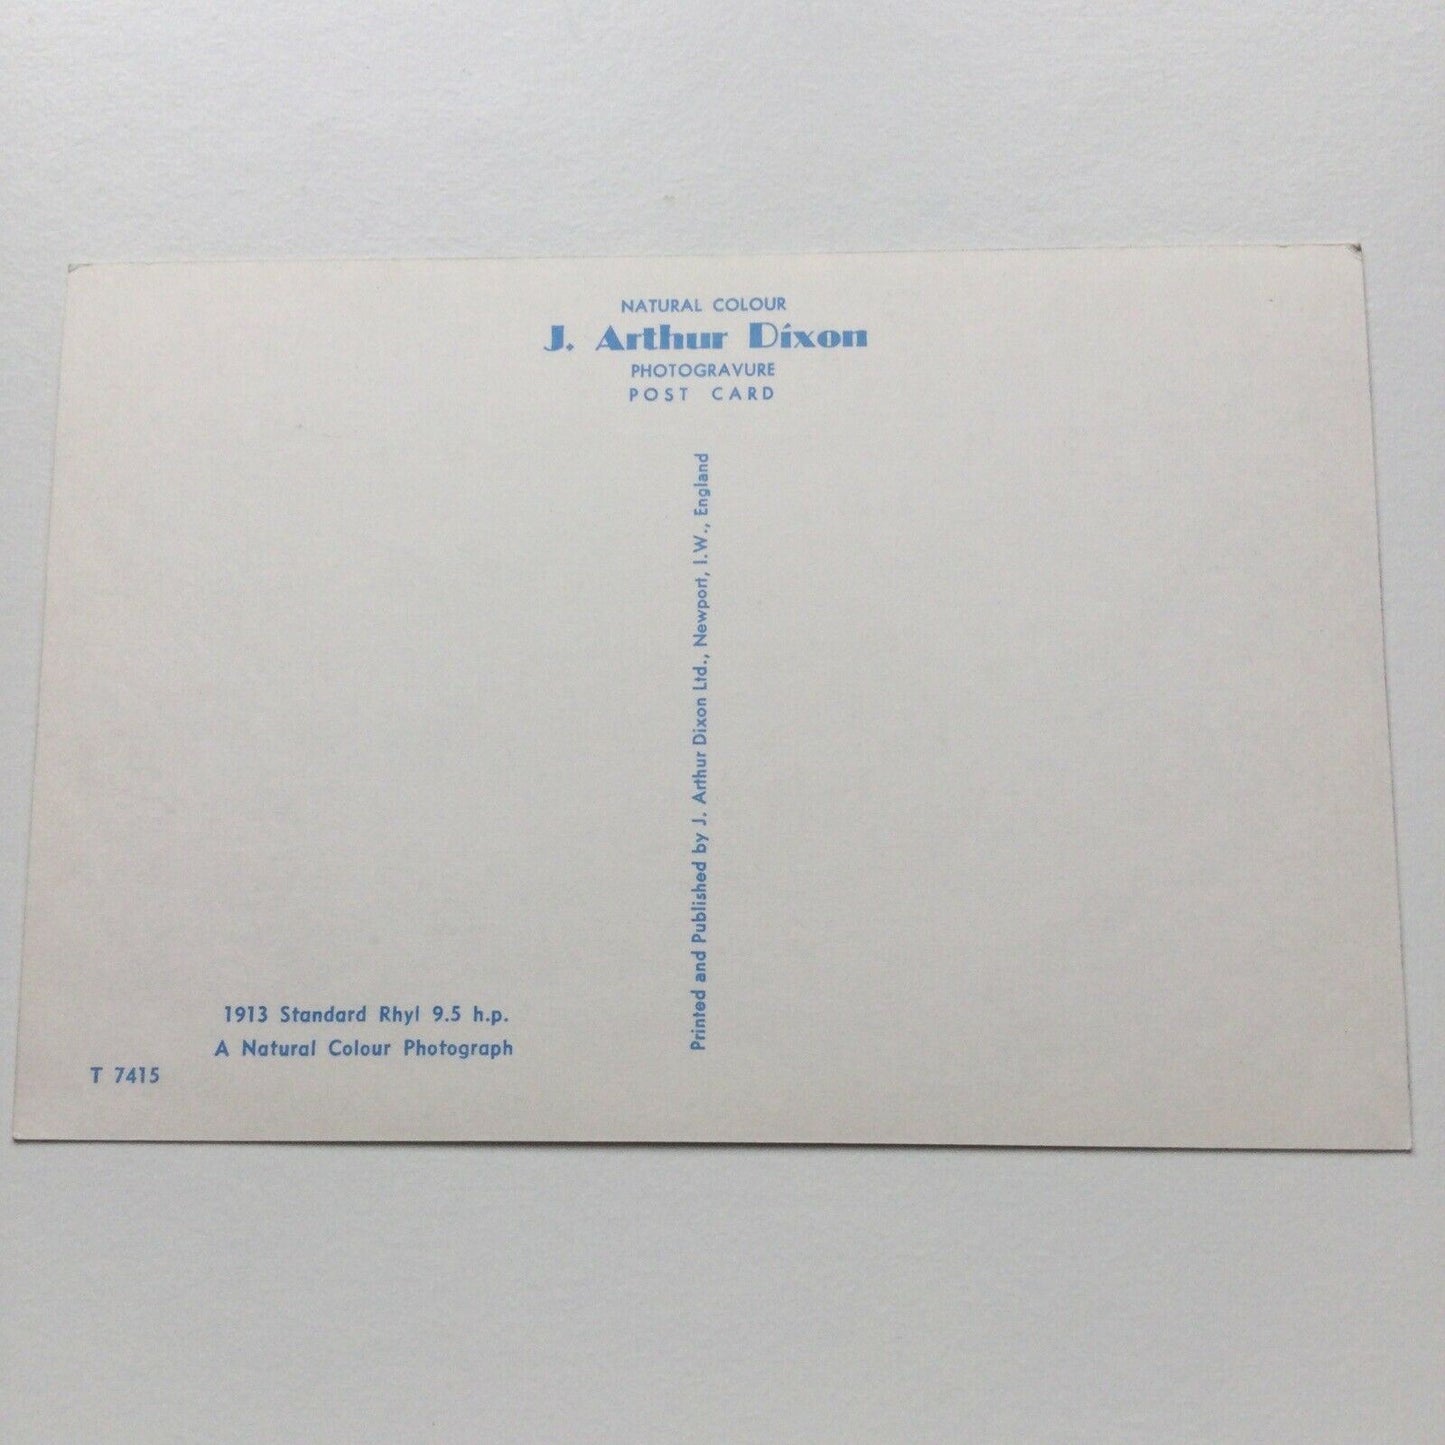 NATURAL COLOUR
J. Arthur Dixon
PHOTOGRAVURE
POST CARD
Printed and Published by J. Arthur Dixon Ltd., Newport, I.W., England
1913 Standard Rhyl 9.5 h.p.
A Natural Colour Photograph
T 7415